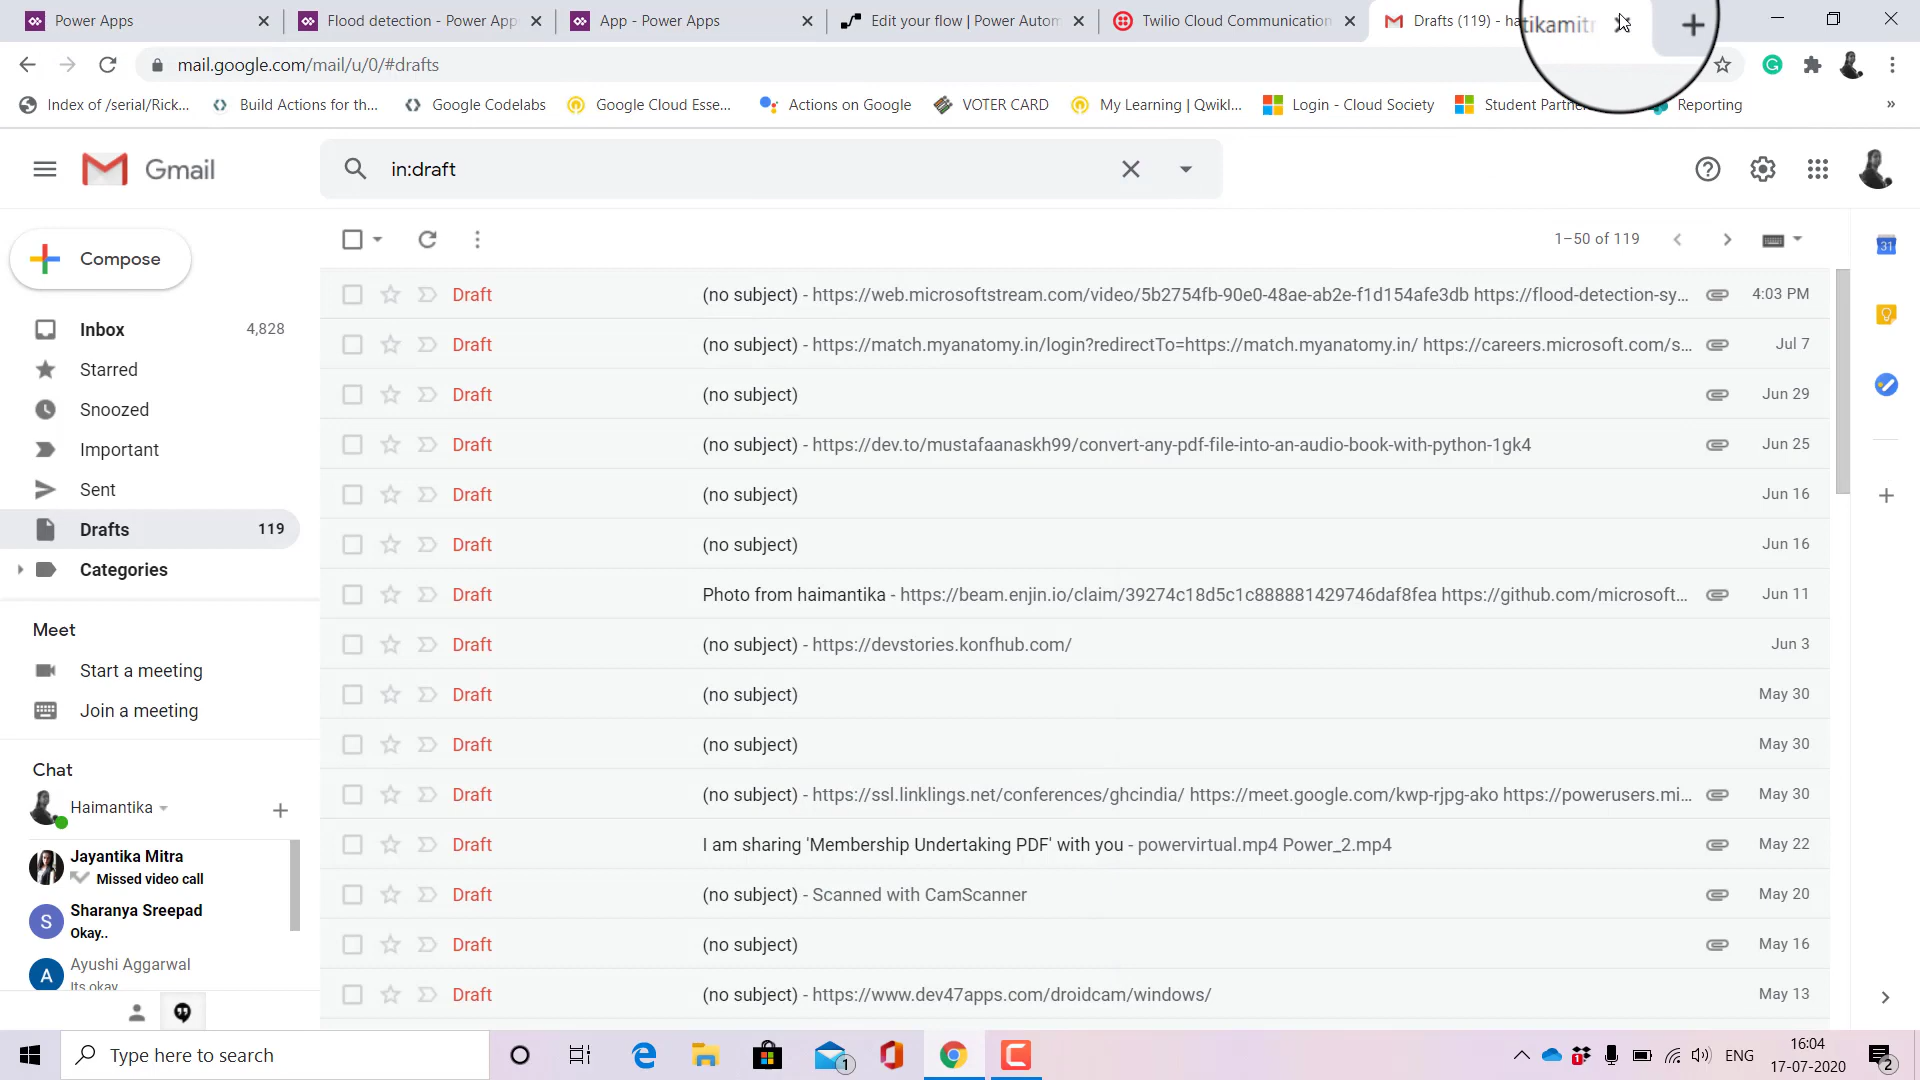 Power Apps
Flood detection - Power App
App - Power Apps
Edit your flow | Power Autom
Twilio Cloud Communication
Drafts (119) - ha
tikamit
mail.google.com/mail/u/0/#drafts
Index of /serial/Rick...
Build Actions for th...
Google Codelabs
Google Cloud Esse...
Actions on Google
VOTER CARD
My Learning | Qwikl...
Login - Cloud Society
Student Partne
Reporting
»
Gmail
in:draft
Compose
1–50 of 119
Inbox 4,828
Starred
Snoozed
Important
Sent
Drafts 119
Categories
Meet
Start a meeting
Join a meeting
Chat
Haimantika
Jayantika Mitra
Missed video call
Sharanya Sreepad
Okay..
Ayushi Aggarwal
Its okay
S
A
Draft (no subject) - https://web.microsoftstream.com/video/5b2754fb-90e0-48ae-ab2e-f1d154afe3db https://flood-detection-sy... 4:03 PM
Draft (no subject) - https://match.myanatomy.in/login?redirectTo=https://match.myanatomy.in/ https://careers.microsoft.com/s... Jul 7
Draft (no subject) Jun 29
Draft (no subject) - https://dev.to/mustafaanaskh99/convert-any-pdf-file-into-an-audio-book-with-python-1gk4 Jun 25
Draft (no subject) Jun 16
Draft (no subject) Jun 16
Draft Photo from haimantika - https://beam.enjin.io/claim/39274c18d5c1c888881429746daf8fea https://github.com/microsoft... Jun 11
Draft (no subject) - https://devstories.konfhub.com/ Jun 3
Draft (no subject) May 30
Draft (no subject) May 30
Draft (no subject) - https://ssl.linklings.net/conferences/ghcindia/ https://meet.google.com/kwp-rjpg-ako https://powerusers.mi... May 30
Draft I am sharing 'Membership Undertaking PDF' with you - powervirtual.mp4 Power_2.mp4 May 22
Draft (no subject) - Scanned with CamScanner May 20
Draft (no subject) May 16
Draft (no subject) - https://www.dev47apps.com/droidcam/windows/ May 13
31
Type here to search
1
1
ENG
16:04
17-07-2020
2